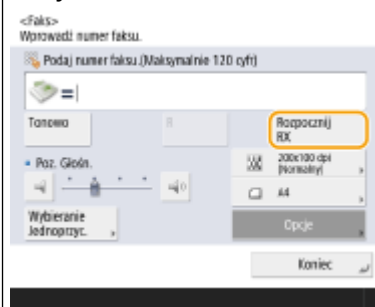 <Faks>
Wprowadź numer faksu.
Podaj numer faksu.(Maksymalnie 120 cyfr)
=
Tonowo
R
Rozpocznij
RX
Poz. Głośn.
200x100 dpi
(Normalny)
A4
Wybieranie
Jednoprzyc.
Opcje
Koniec